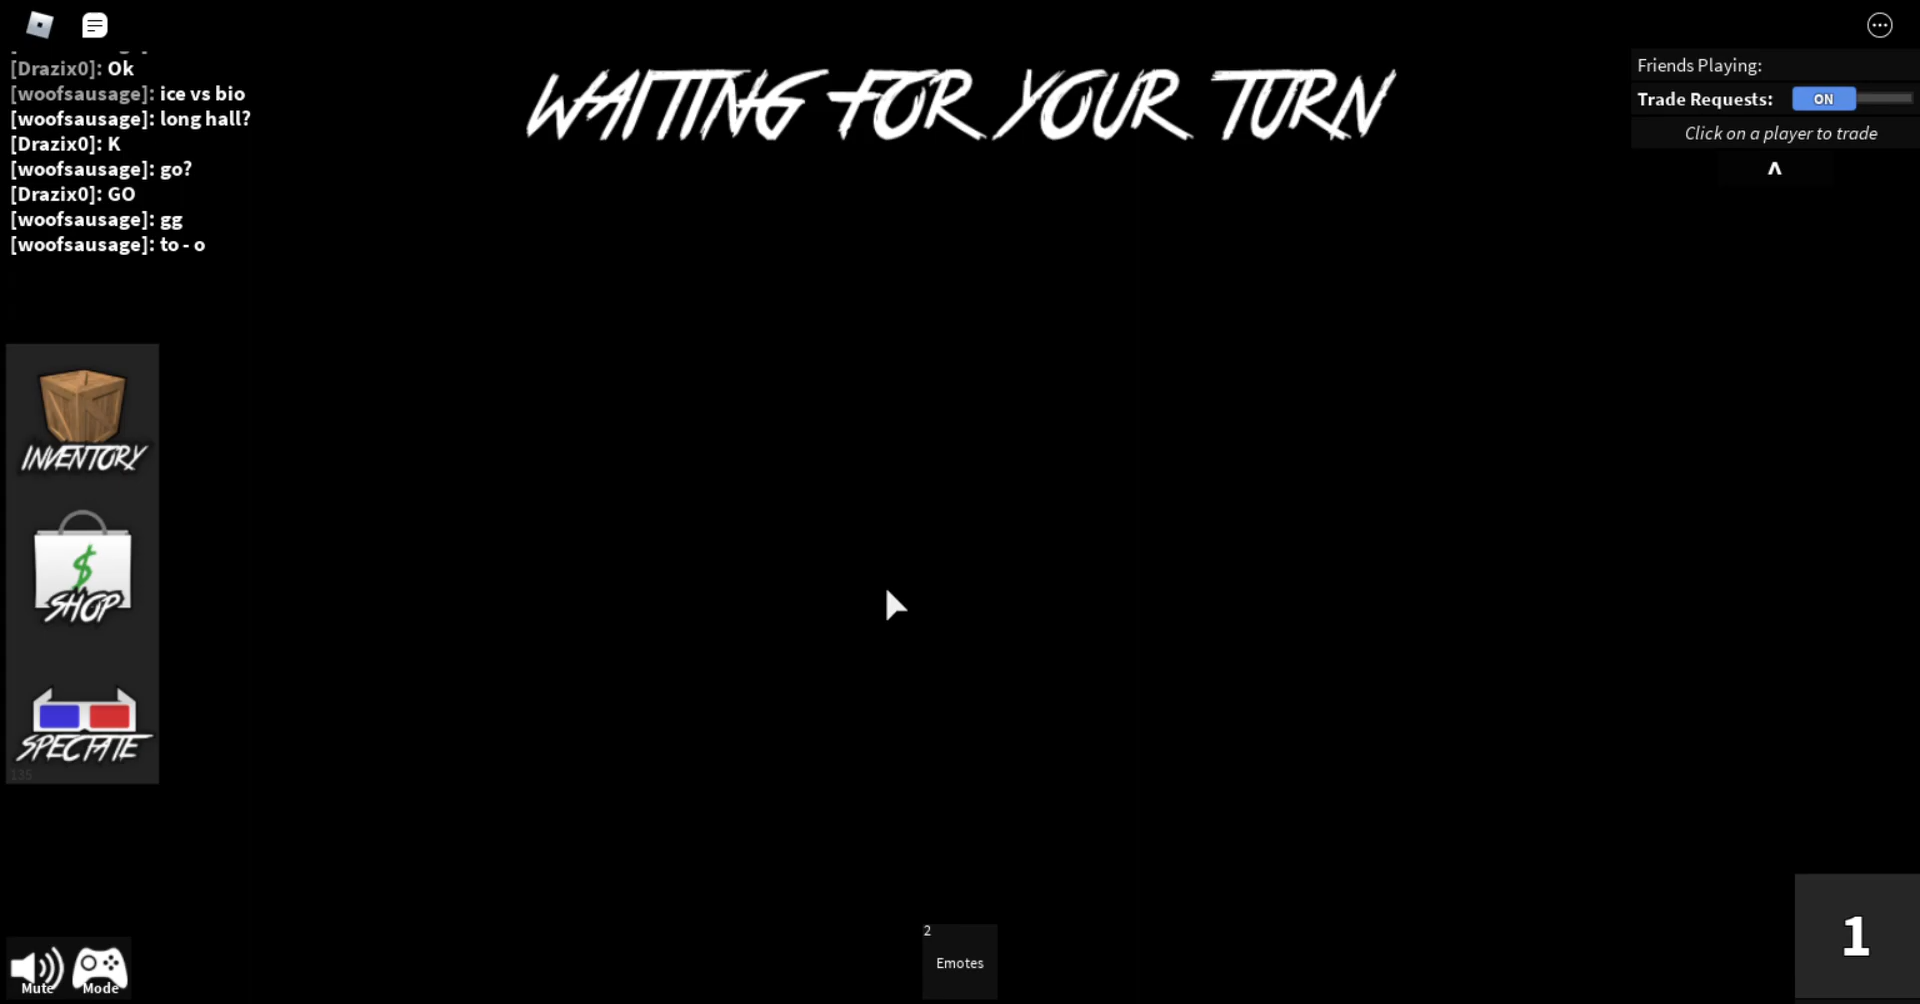 [Drazix0]: Ok
[woofsausage]: ice vs bio
[woofsausage]: long hall?
[Drazix0]: K
[woofsausage]: go?
[Drazix0]: GO
[woofsausage]: gg
[woofsausage]: to - o
WAITING FOR YOUR TURN
Friends Playing:
Trade Requests: ON
Click on a player to trade
^
INVENTORY
$
SHOP
SPECTATE
135
Mute
Mode
2
Emotes
1